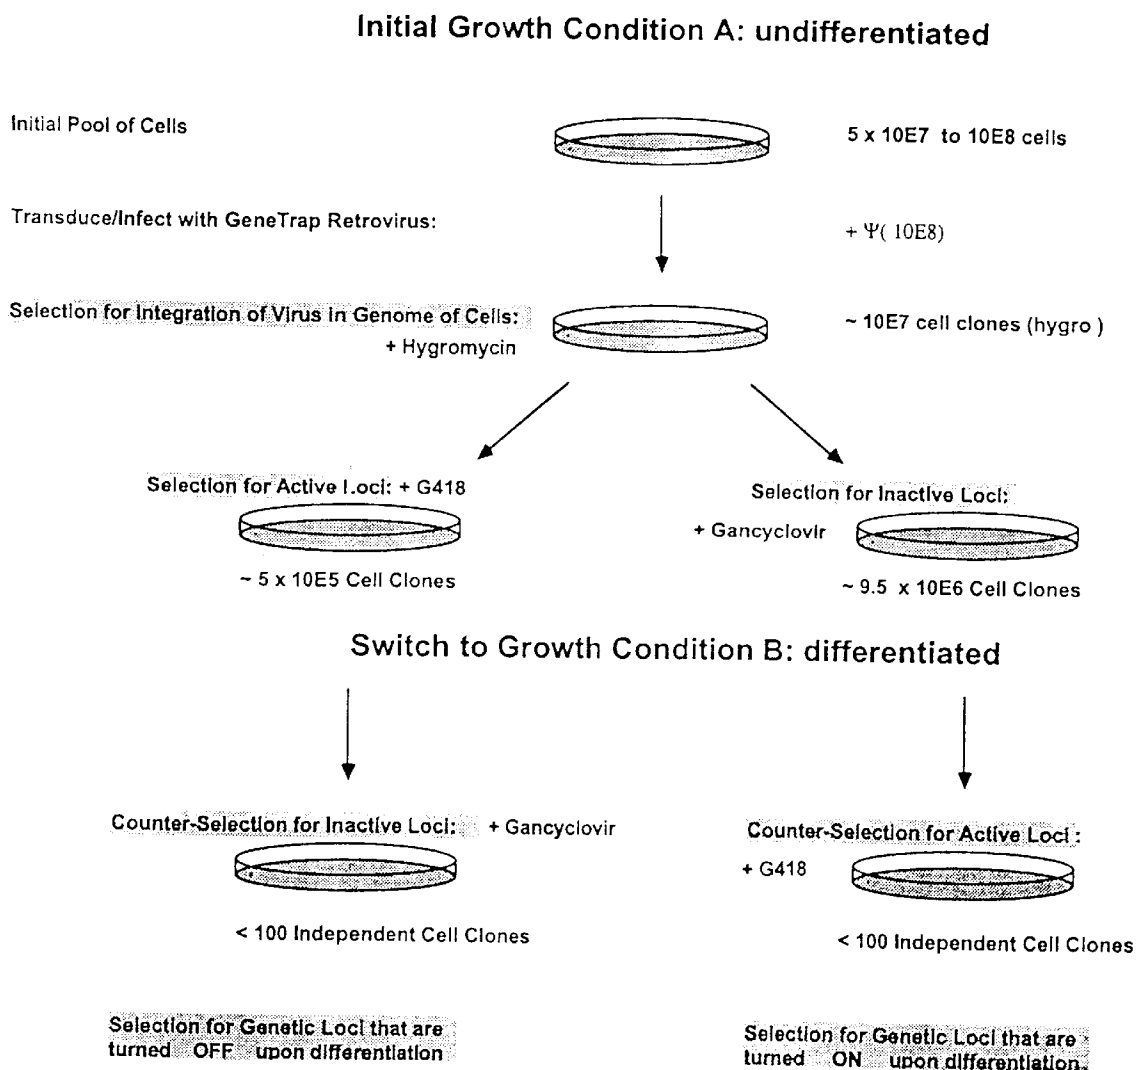 Initial Growth Condition A: undifferentiated
Initial Pool of Cells
5 x 10E7 to 10E8 cells
Transduce/Infect with GeneTrap Retrovirus:
+ Ψ( 10E8)
Selection for Integration of Virus in Genome of Cells:
+ Hygromycin
~ 10E7 cell clones (hygro )
Selection for Active Loci: + G418
~ 5 x 10E5 Cell Clones
Selection for Inactive Loci:
+ Gancyclovir
~ 9.5 x 10E6 Cell Clones
Switch to Growth Condition B: differentiated
Counter-Selection for Inactive Loci: + Gancyclovir
< 100 Independent Cell Clones
Counter-Selection for Active Loci :
+ G418
< 100 Independent Cell Clones
Selection for Genetic Loci that are
turned OFF upon differentiation
Selection for Genetic Loci that are
turned ON upon differentiation.